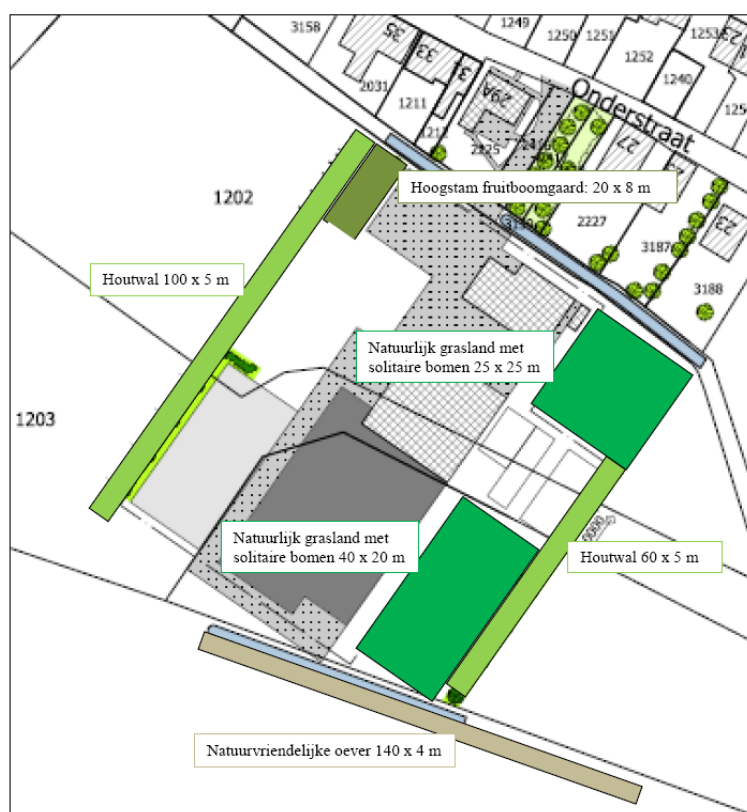 3158
35
33
31
2031
1211
1212
29A
2225
1249
1250
1251
1252
1253
1240
Onderstraat
27
23
2227
3187
3188
1202
1203
Hoogstam fruitboomgaard: 20 x 8 m
Houtwal 100 x 5 m
Natuurlijk grasland met
solitaire bomen 25 x 25 m
Natuurlijk grasland met
solitaire bomen 40 x 20 m
Houtwal 60 x 5 m
Natuurvriendelijke oever 140 x 4 m